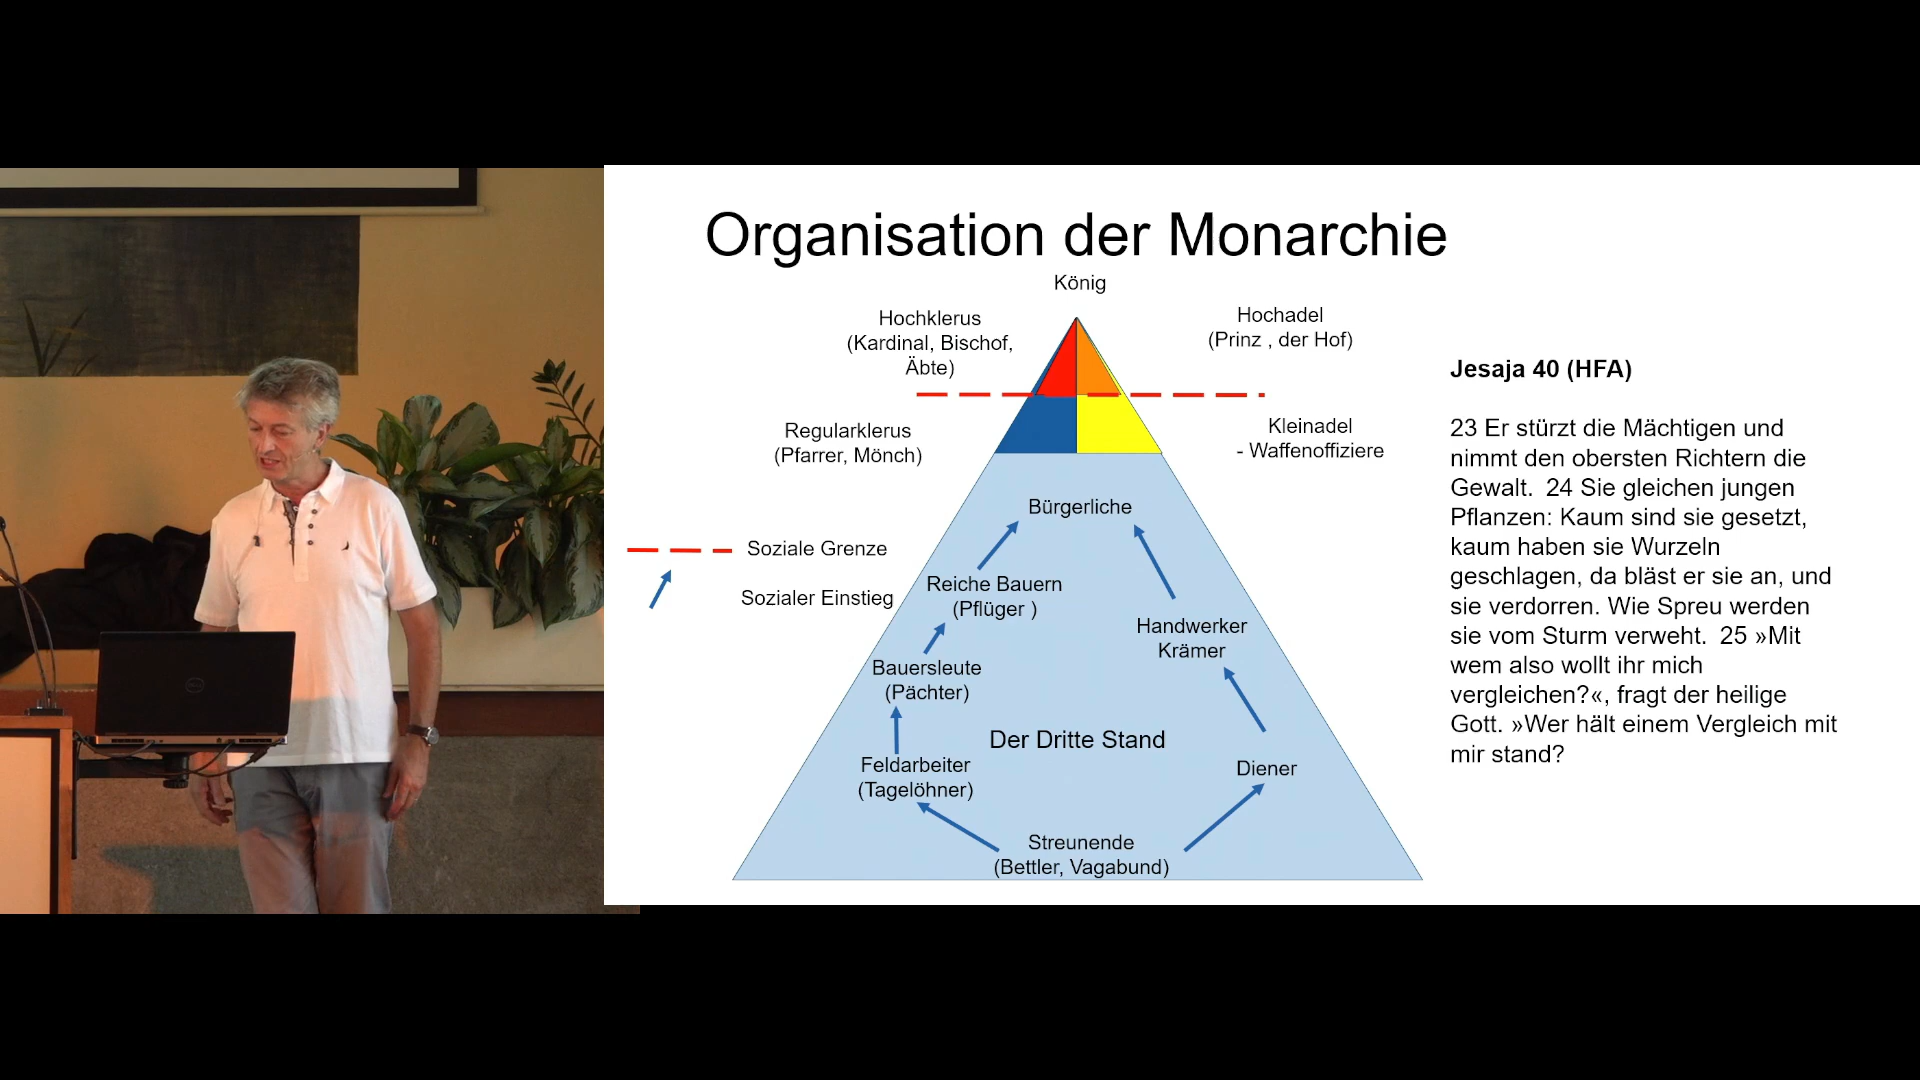 Organisation der Monarchie
König
Hochklerus
(Kardinal, Bischof,
Äbte)
Hochadel
(Prinz , der Hof)
Regularklerus
(Pfarrer, Mönch)
Kleinadel
- Waffenoffiziere
Soziale Grenze
Sozialer Einstieg
Bürgerliche
Reiche Bauern
(Pflüger )
Handwerker
Krämer
Bauersleute
(Pächter)
Der Dritte Stand
Feldarbeiter
(Tagelöhner)
Diener
Streunende
(Bettler, Vagabund)
Jesaja 40 (HFA)
23 Er stürzt die Mächtigen und
nimmt den obersten Richtern die
Gewalt.  24 Sie gleichen jungen
Pflanzen: Kaum sind sie gesetzt,
kaum haben sie Wurzeln
geschlagen, da bläst er sie an, und
sie verdorren. Wie Spreu werden
sie vom Sturm verweht.  25 »Mit
wem also wollt ihr mich
vergleichen?«, fragt der heilige
Gott. »Wer hält einem Vergleich mit
mir stand?